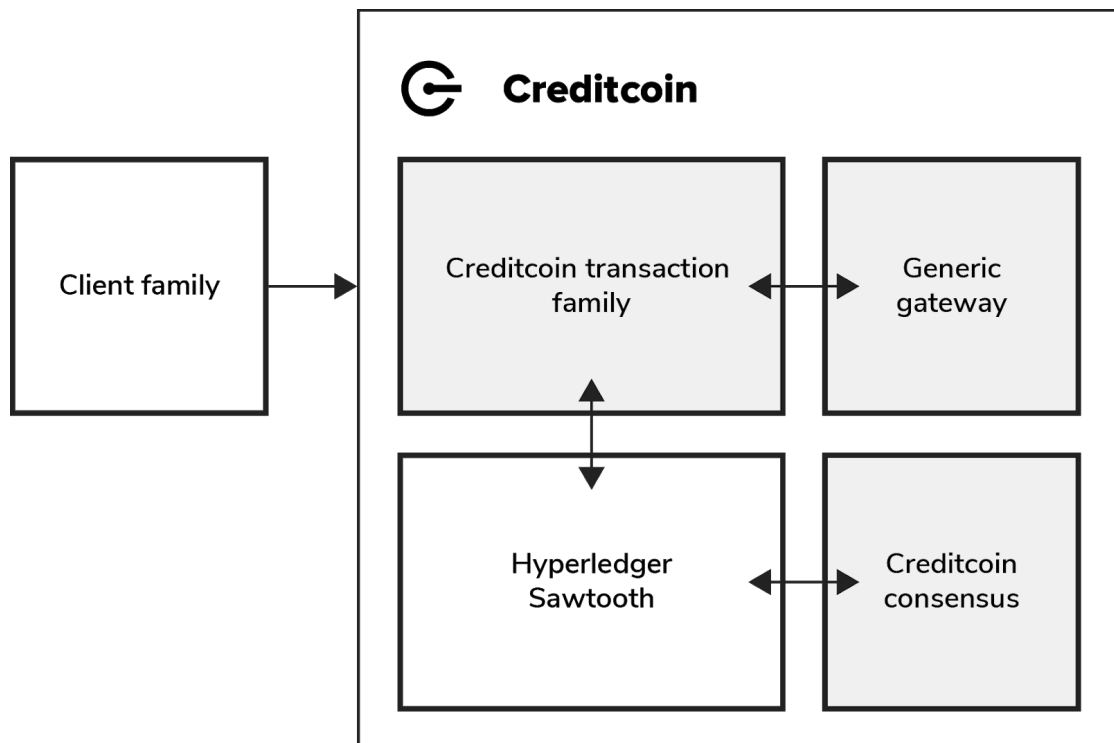 Creditcoin
Client family
Creditcoin transaction
family
Generic
gateway
Hyperledger
Sawtooth
Creditcoin
consensus